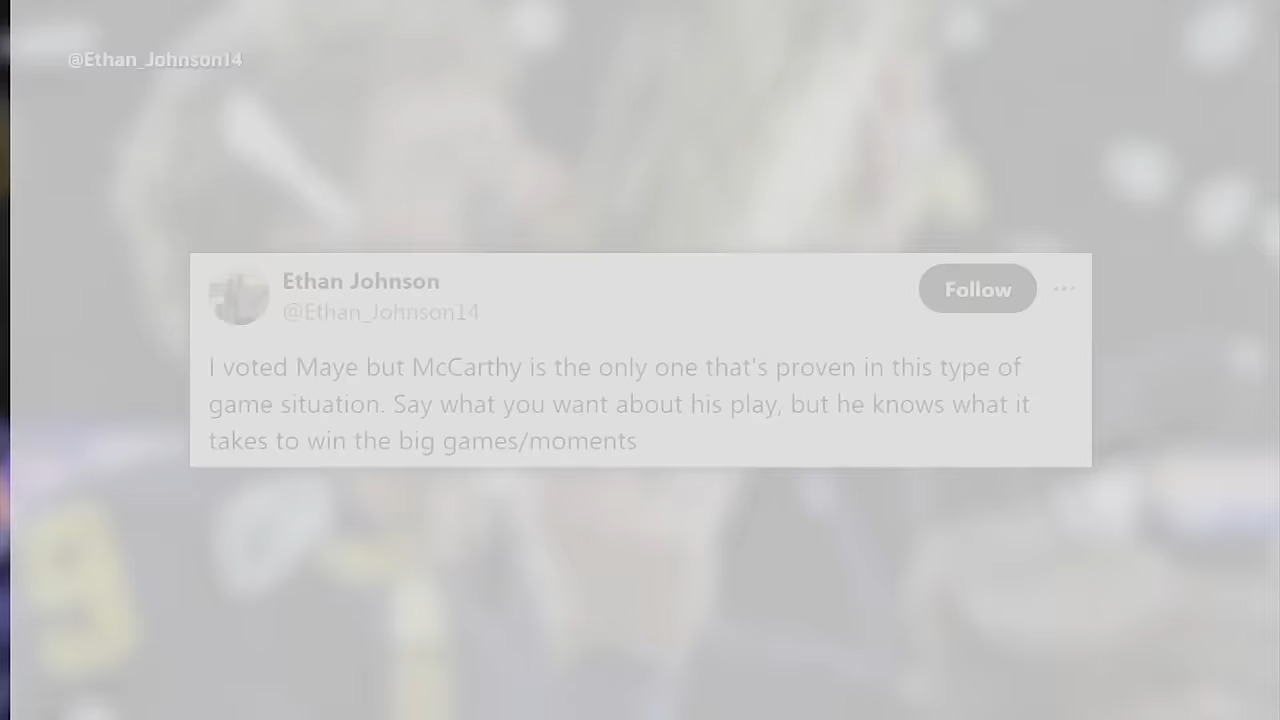 @Ethan_Johnson14
Ethan Johnson
@Ethan_Johnson14
Follow
I voted Maye but McCarthy is the only one that's proven in this type of
game situation. Say what you want about his play, but he knows what it
takes to win the big games/moments